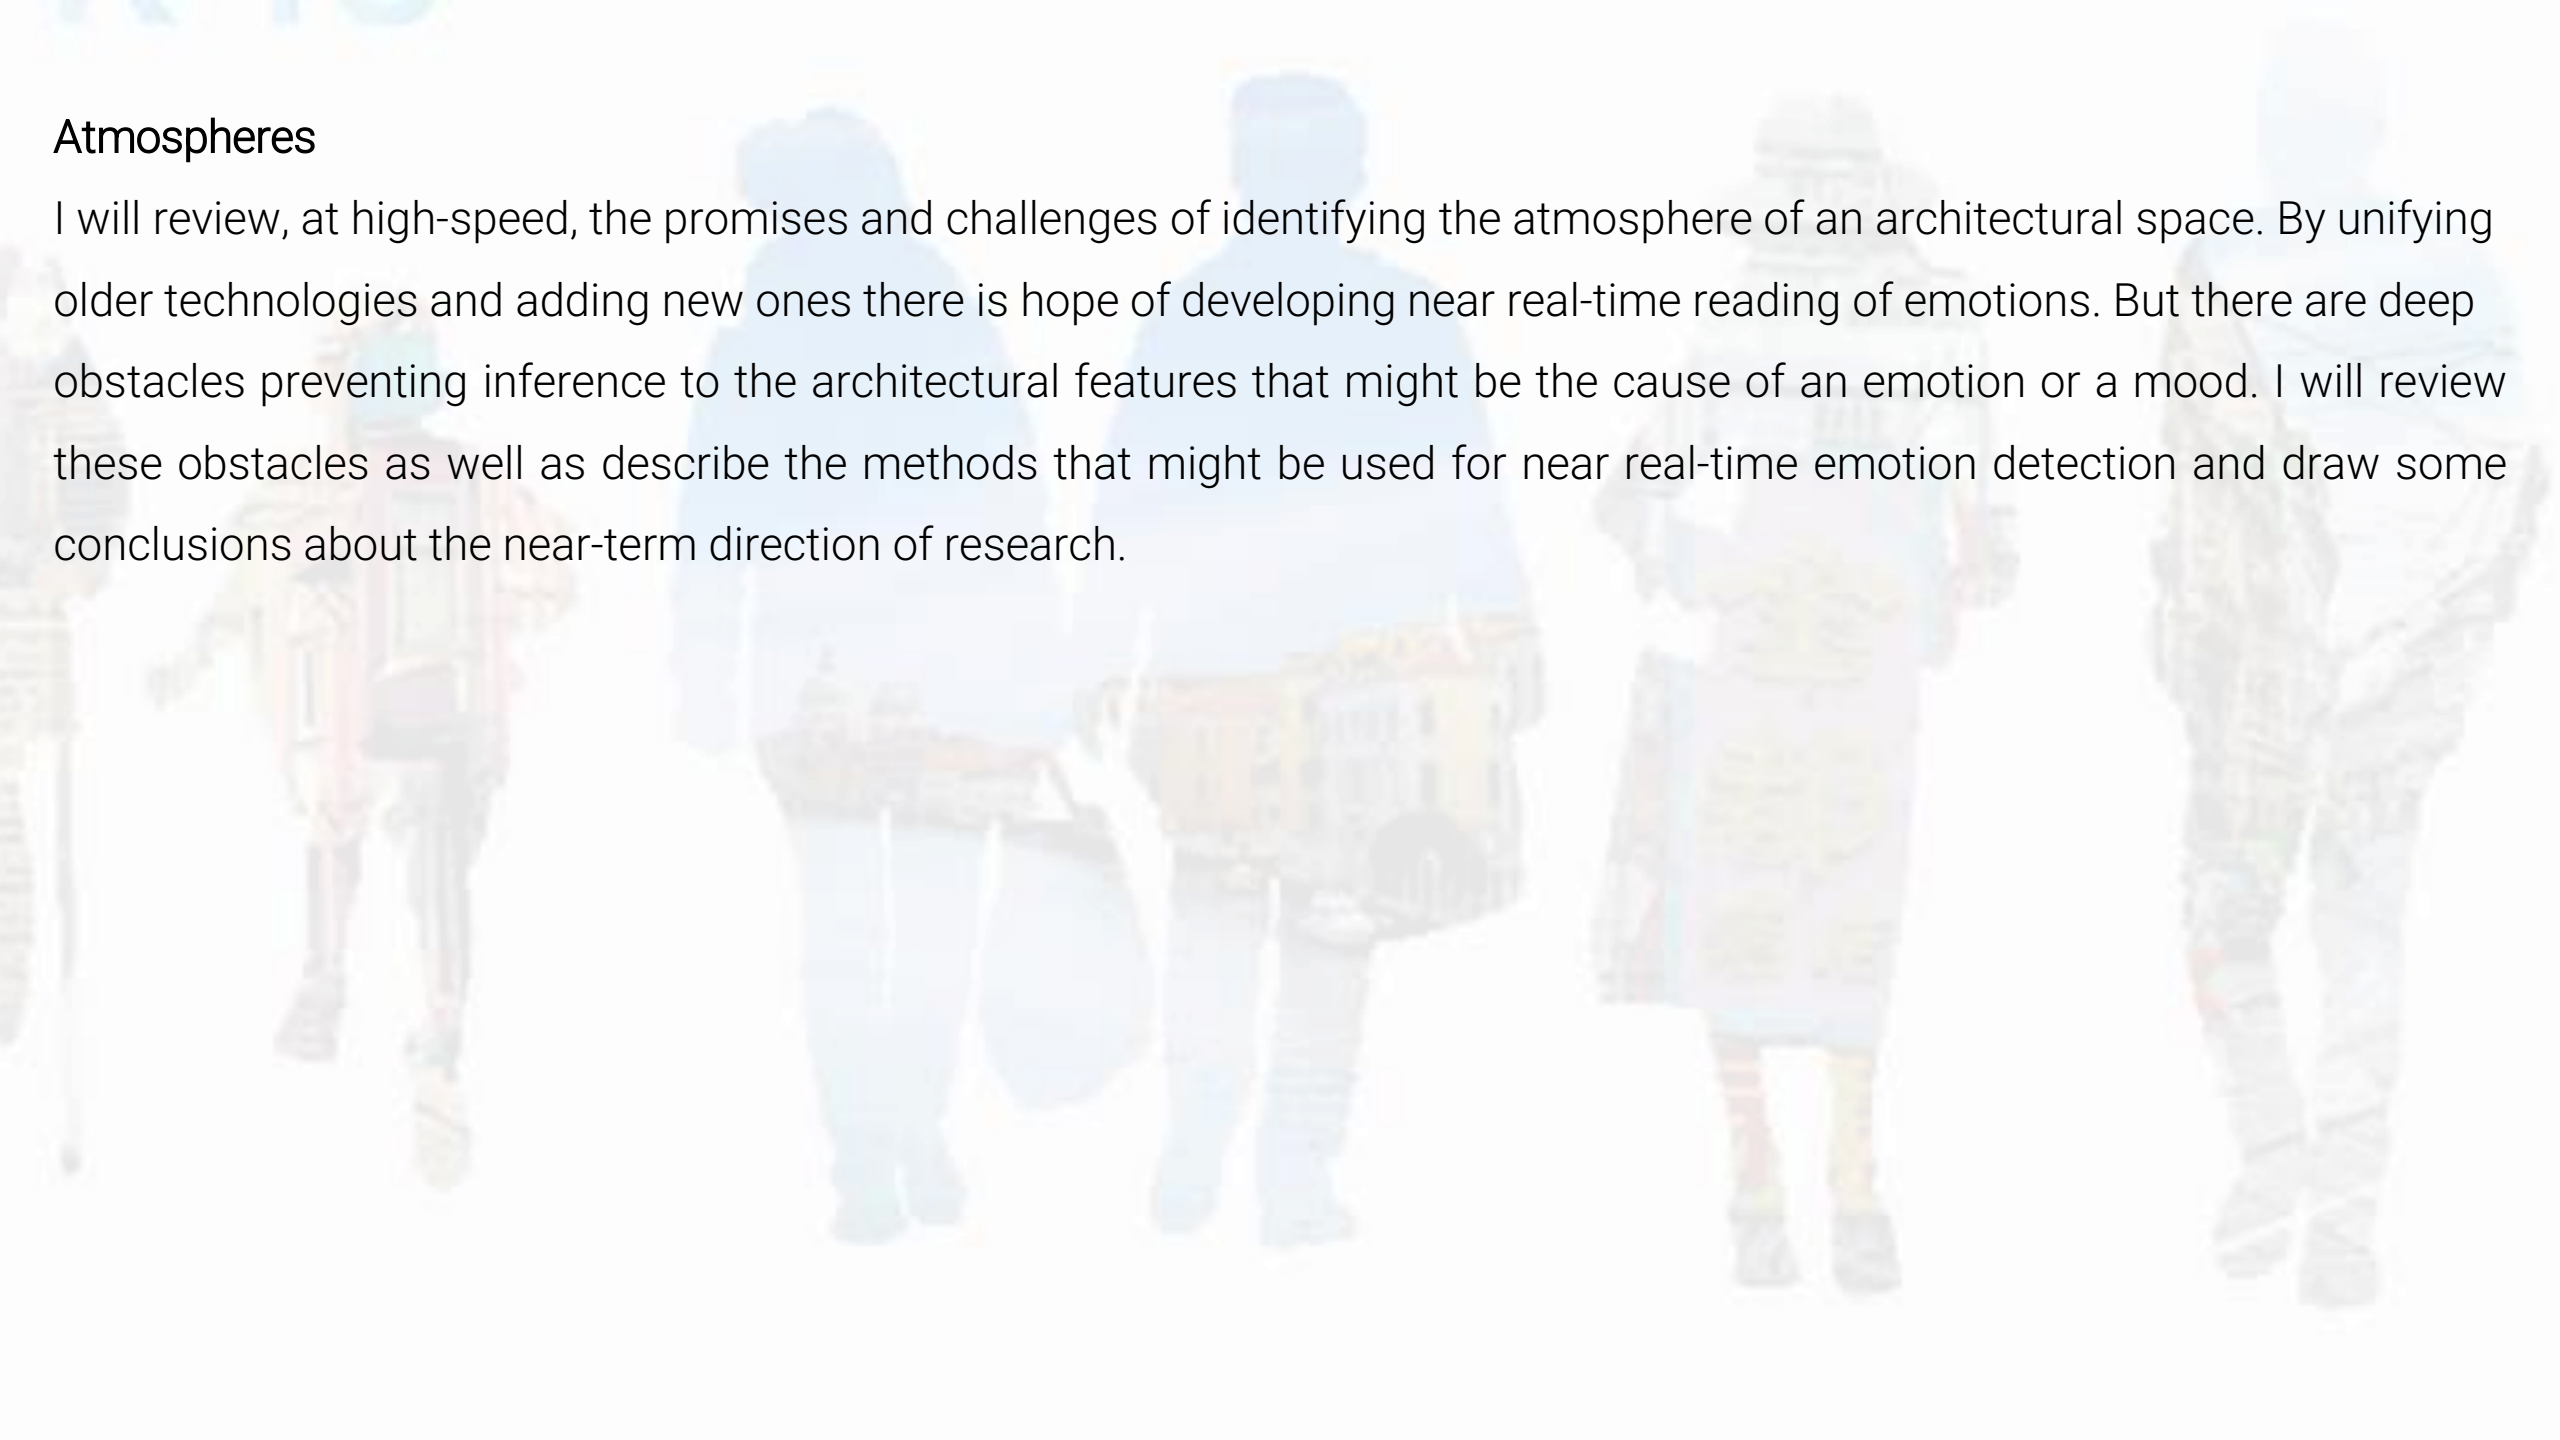 Atmospheres
I will review, at high-speed, the promises and challenges of identifying the atmosphere of an architectural space. By unifying
older technologies and adding new ones there is hope of developing near real-time reading of emotions. But there are deep
obstacles preventing inference to the architectural features that might be the cause of an emotion or a mood. I will review
these obstacles as well as describe the methods that might be used for near real-time emotion detection and draw some
conclusions about the near-term direction of research.